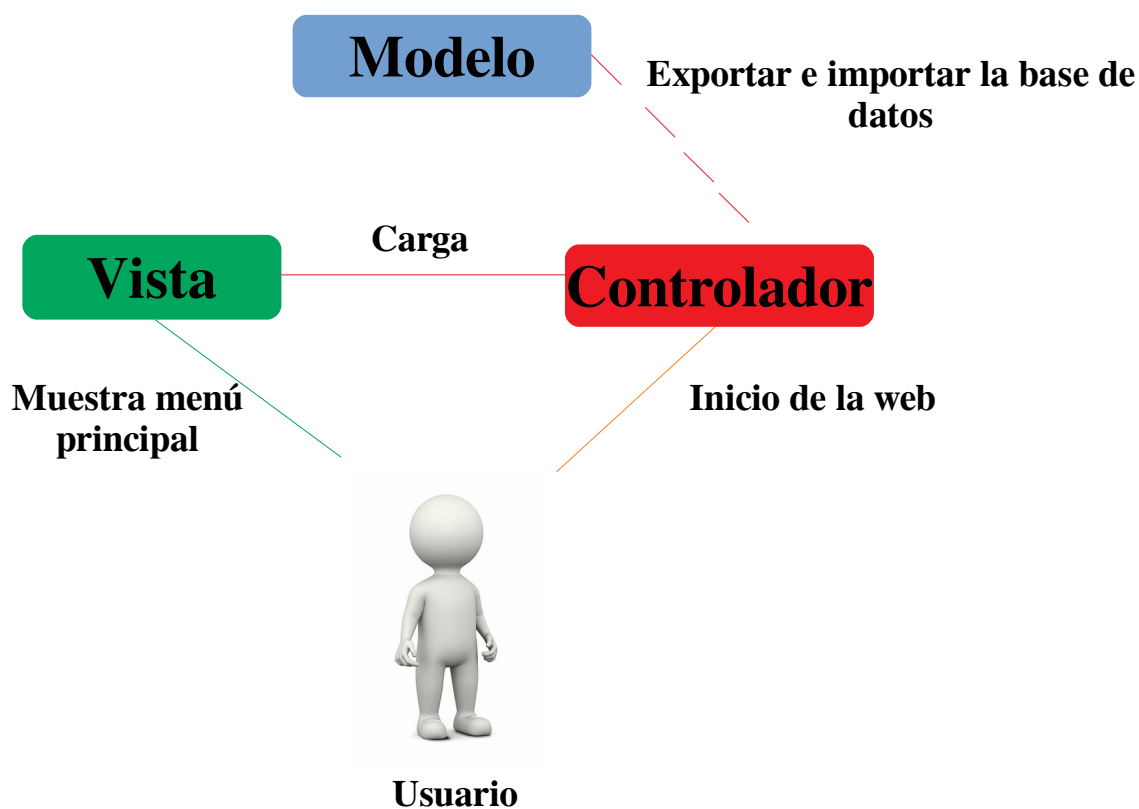 Modelo
Exportar e importar la base de
datos
Carga
Vista
Controlador
Muestra menú
principal
Inicio de la web
Usuario